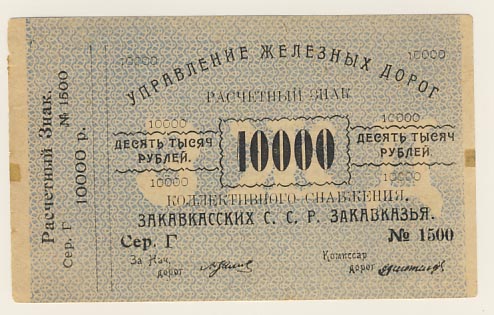 Расчетный Знак.
Сер. Г № 1500
10000 р.
10000 10000
УПРАВЛЕНИЕ ЖЕЛЕЗНЫХ ДОРОГ
РАСЧЕТНЫЙ ЗНАК
10000 10000
ДЕСЯТЬ ТЫСЯЧ РУБЛЕЙ.
10000
ДЕСЯТЬ ТЫСЯЧ РУБЛЕЙ.
10000 10000
КОЛЛЕКТИВНОГО СНАБЖЕНИЯ.
ЗАКАВКАССКИХ С. С. Р. ЗАКАВКАЗЬЯ.
Сер. Г № 1500
За Нач. дорог
Комиссар дорог